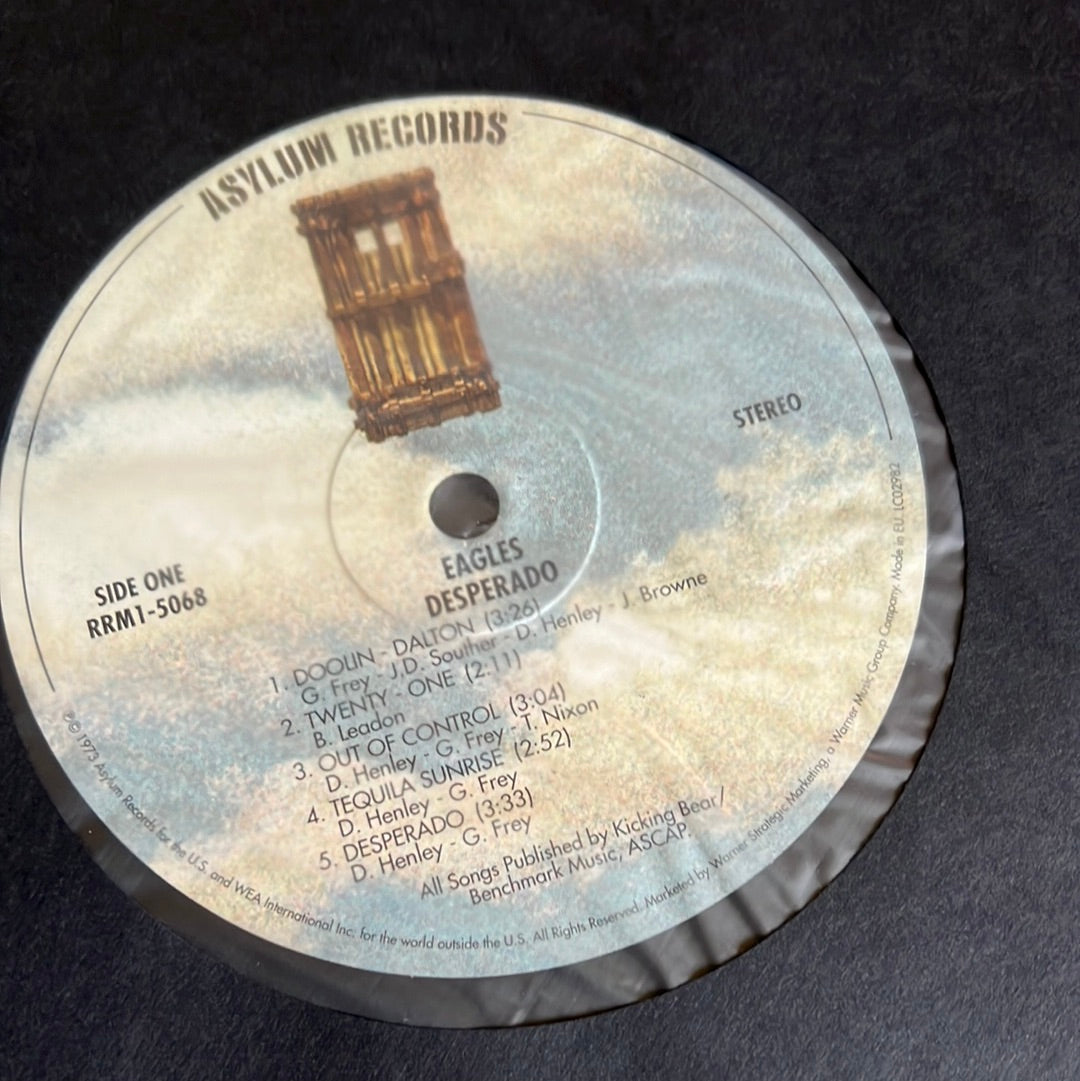 ASYLUM RECORDS
STEREO
SIDE ONE
RRM1-5068
EAGLES
DESPERADO
1. DOOLIN - DALTON (3:26)
G. Frey - J.D. Souther - D. Henley - J. Browne
2. TWENTY - ONE (2:11)
B. Leadon
3. OUT OF CONTROL (3:04)
D. Henley - G. Frey - T. Nixon
4. TEQUILA SUNRISE (2:52)
D. Henley - G. Frey
5. DESPERADO (3:33)
D. Henley - G. Frey
All Songs Published by Kicking Bear/
Benchmark Music, ASCAP.
℗© 1973 Asylum Records for the U.S. and WEA International Inc. for the world outside the U.S. All Rights Reserved. Marketed by Warner Strategic Marketing, a Warner Music Group Company. Made in EU. LC02982